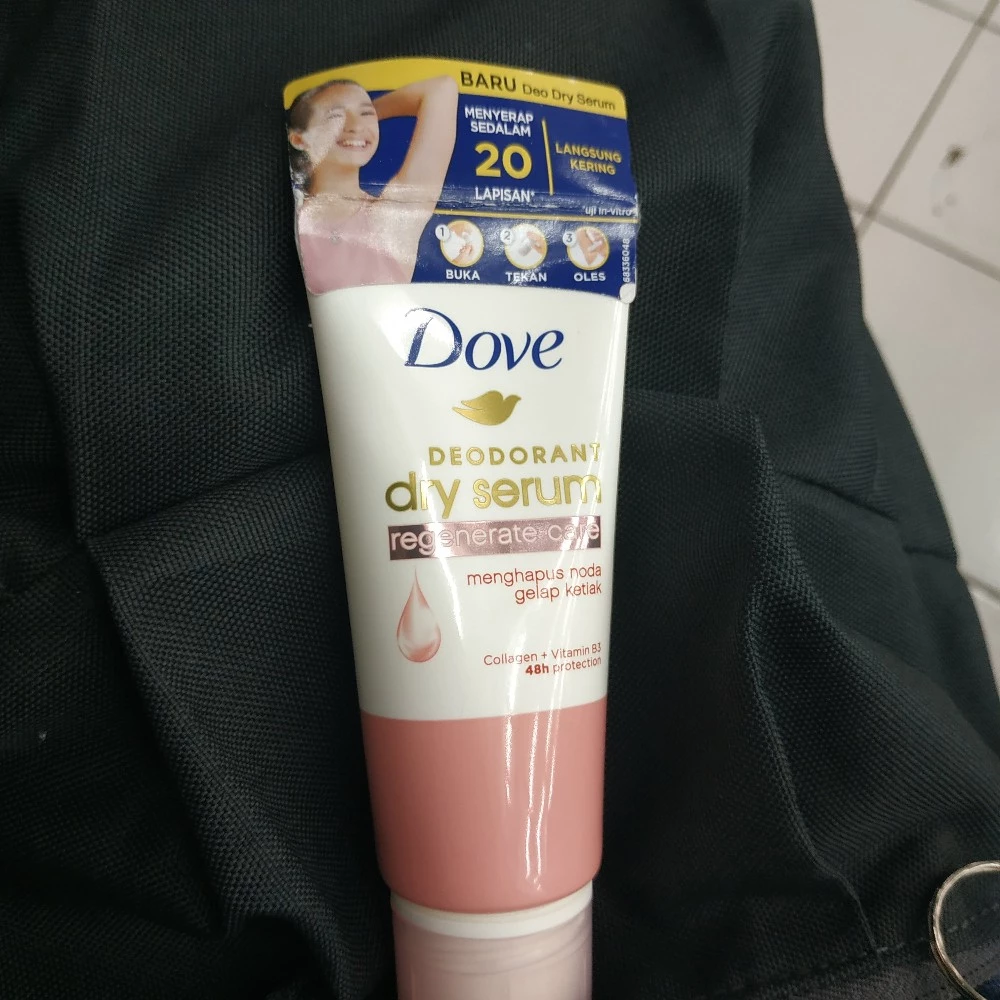 BARU Deo Dry Serum
MENYERAP
SEDALAM
20
LAPISAN*
LANGSUNG
KERING
*uji in-vitro
1 2 3
BUKA TEKAN OLES
68336048
Dove
DEODORANT
dry serum
regenerate care
menghapus noda
gelap ketiak
Collagen + Vitamin B3
48h protection